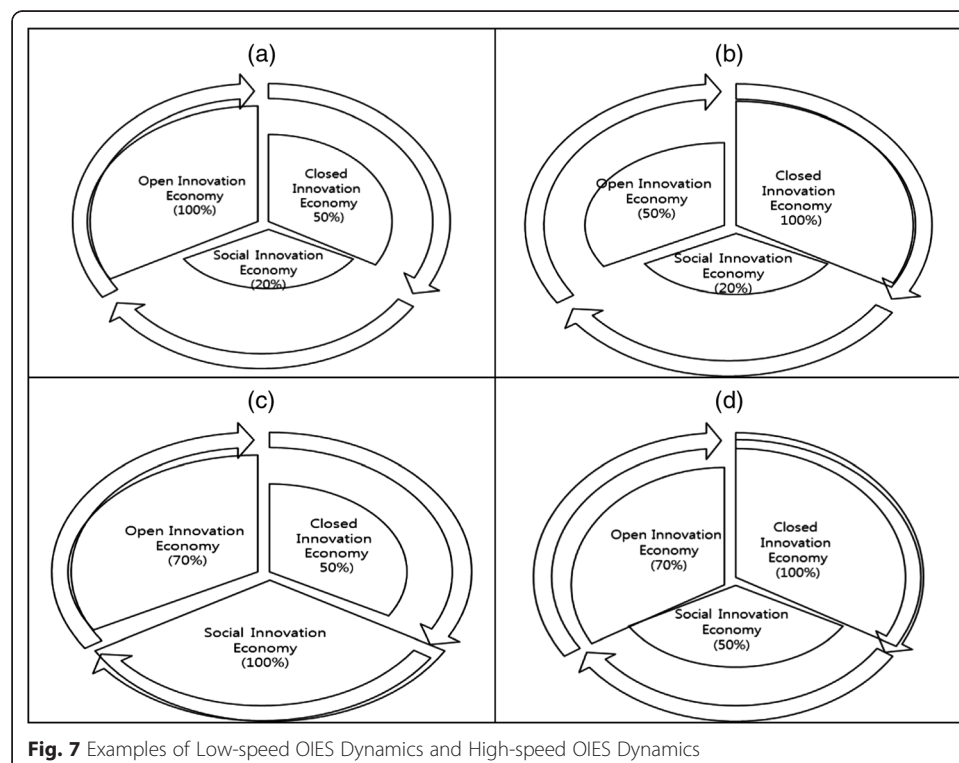 (a)
Open Innovation
Economy
(100%)
Closed
Innovation
Economy
50%)
Social Innovation
Economy
(20%)
(b)
Open Innovation
Economy
(50%)
Closed
Innovation
Economy
100%)
Social Innovation
Economy
(20%)
(c)
Open Innovation
Economy
(70%)
Closed
Innovation
Economy
50%)
Social Innovation
Economy
(100%)
(d)
Open Innovation
Economy
(70%)
Closed
Innovation
Economy
(100%)
Social Innovation
Economy
(50%)
Fig. 7 Examples of Low-speed OIES Dynamics and High-speed OIES Dynamics